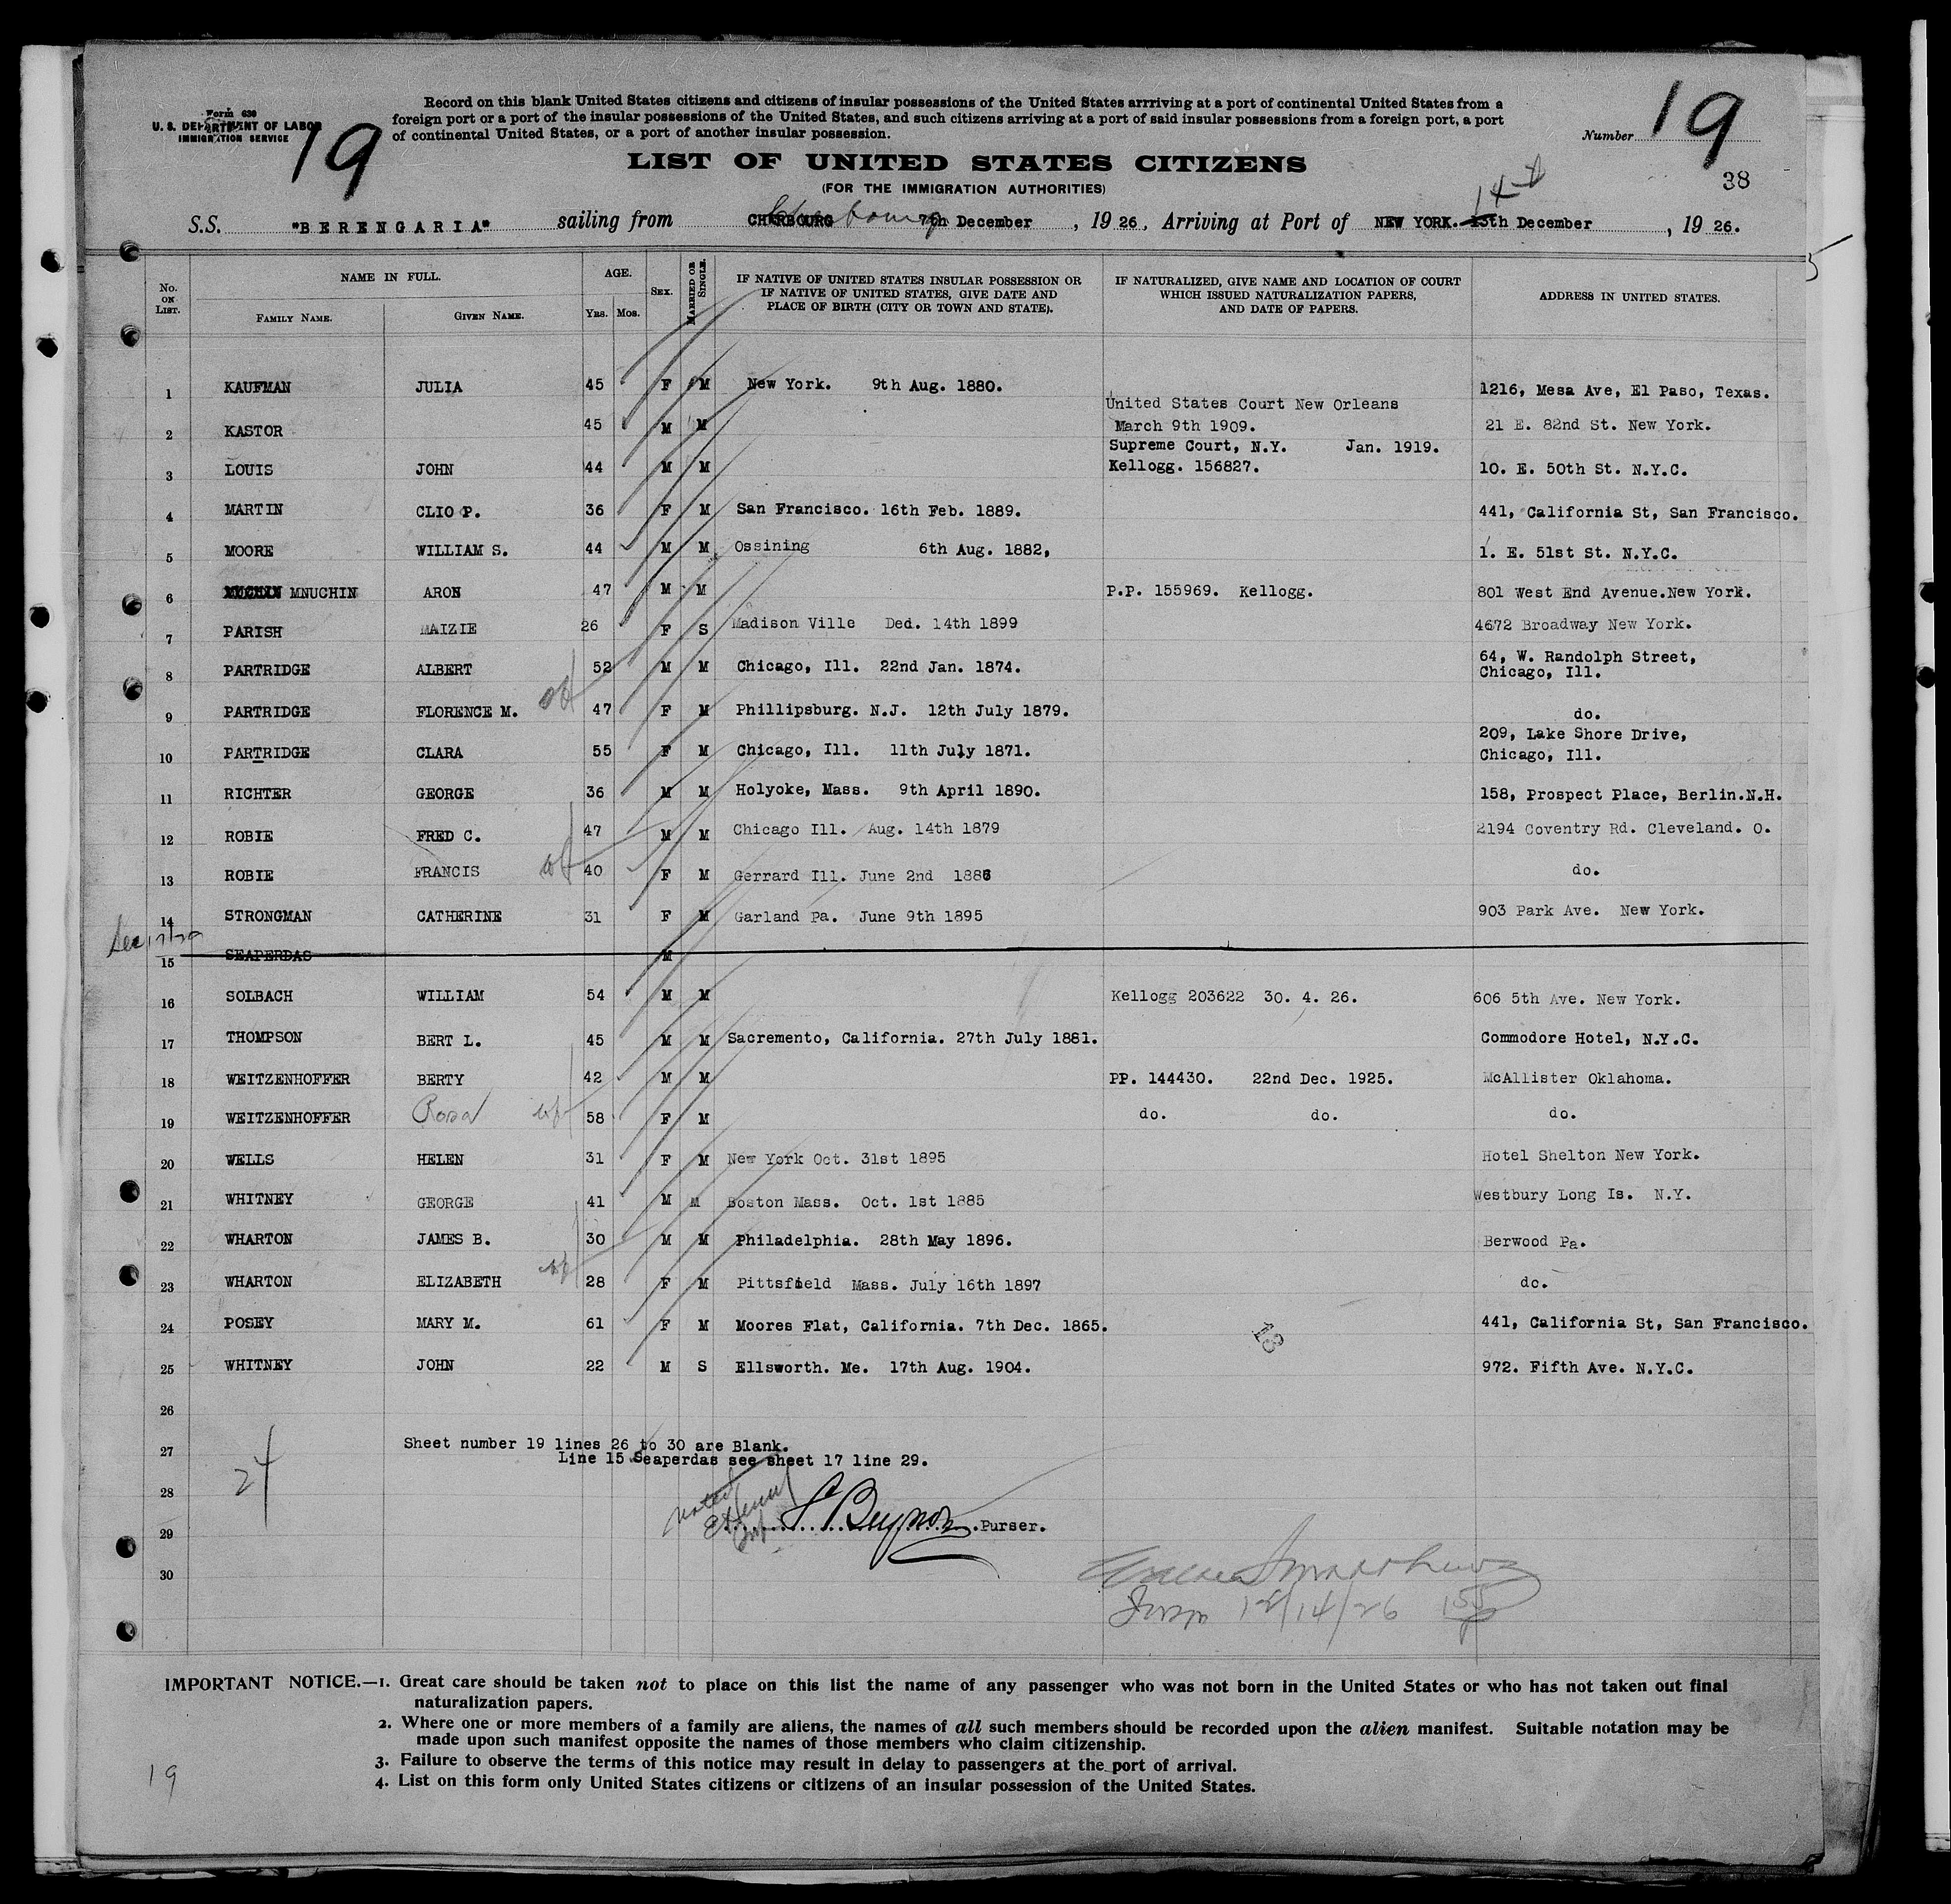 Form 630
U. S. DEPARTMENT OF LABOR
IMMIGRATION SERVICE
19
Record on this blank United States citizens and citizens of insular possessions of the United States arrriving at a port of continental United States from a
foreign port or a port of the insular possessions of the United States, and such citizens arriving at a port of said insular possessions from a foreign port, a port
of continental United States, or a port of another insular possession.
Number 19
LIST OF UNITED STATES CITIZENS
(FOR THE IMMIGRATION AUTHORITIES)
38
14th
S.S. "BERENGARIA" sailing from CHERBOURG Cherbourg 7th December, 19 26, Arriving at Port of NEW YORK. 13th December, 19 26.
No. ON LIST. NAME IN FULL. FAMILY NAME. GIVEN NAME. AGE. Yrs. Mos. SEX. MARRIED OR SINGLE. IF NATIVE OF UNITED STATES INSULAR POSSESSION OR IF NATIVE OF UNITED STATES, GIVE DATE AND PLACE OF BIRTH (CITY OR TOWN AND STATE). IF NATURALIZED, GIVE NAME AND LOCATION OF COURT WHICH ISSUED NATURALIZATION PAPERS, AND DATE OF PAPERS. ADDRESS IN UNITED STATES.
1 KAUFMAN JULIA 45 F M New York. 9th Aug. 1880. 1216, Mesa Ave, El Paso, Texas.
United States Court New Orleans
2 KASTOR 45 M M March 9th 1909. 21 E. 82nd St. New York.
Supreme Court, N.Y. Jan. 1919.
3 LOUIS JOHN 44 M M Kellogg. 156827. 10. E. 50th St. N.Y.C.
4 MARTIN CLIO P. 36 F M San Francisco. 16th Feb. 1889. 441, California St, San Francisco.
5 MOORE WILLIAM S. 44 M M Ossining 6th Aug. 1882, 1. E. 51st St. N.Y.C.
6 MNUCHIN ARON 47 M M P.P. 155969. Kellogg. 801 West End Avenue.New York.
7 PARISH MAIZIE 26 F S Madison Ville Ded. 14th 1899 4672 Broadway New York.
8 PARTRIDGE ALBERT 52 M M Chicago, Ill. 22nd Jan. 1874. 64, W. Randolph Street,
Chicago, Ill.
9 PARTRIDGE FLORENCE M. 47 F M Phillipsburg. N.J. 12th July 1879. do.
10 PARTRIDGE CLARA 55 F M Chicago, Ill. 11th July 1871. 209, Lake Shore Drive,
Chicago, Ill.
11 RICHTER GEORGE 36 M M Holyoke, Mass. 9th April 1890. 158, Prospect Place, Berlin.N.H.
12 ROBIE FRED C. 47 M M Chicago Ill. Aug. 14th 1879 2194 Coventry Rd. Cleveland. O.
13 ROBIE FRANCIS 40 F M Gerrard Ill. June 2nd 1886 do.
14 STRONGMAN CATHERINE 31 F M Garland Pa. June 9th 1895 903 Park Ave. New York.
15 SEAPERDAS M
16 SOLBACH WILLIAM 54 M M Kellogg 203622 30. 4. 26. 606 5th Ave. New York.
17 THOMPSON BERT L. 45 M M Sacremento, California. 27th July 1881. Commodore Hotel, N.Y.C.
18 WEITZENHOFFER BERTY 42 M M PP. 144430. 22nd Dec. 1925. McAllister Oklahoma.
19 WEITZENHOFFER Rosa 58 F M do. do. do.
20 WELLS HELEN 31 F M New York Oct. 31st 1895 Hotel Shelton New York.
21 WHITNEY GEORGE 41 M M Boston Mass. Oct. 1st 1885 Westbury Long Is. N.Y.
22 WHARTON JAMES B. 30 M M Philadelphia. 28th May 1896. Berwood Pa.
23 WHARTON ELIZABETH 28 F M Pittsfield Mass. July 16th 1897 do.
24 POSEY MARY M. 61 F M Moores Flat, California. 7th Dec. 1865. 441, California St, San Francisco.
13
25 WHITNEY JOHN 22 M S Ellsworth. Me. 17th Aug. 1904. 972. Fifth Ave. N.Y.C.
26
27 Sheet number 19 lines 26 to 30 are Blank.
Line 15 Seaperdas see sheet 17 line 29.
24
28
noted
29 Beynon Purser.
30
12/14/26
IMPORTANT NOTICE.—1. Great care should be taken not to place on this list the name of any passenger who was not born in the United States or who has not taken out final
naturalization papers.
2. Where one or more members of a family are aliens, the names of all such members should be recorded upon the alien manifest. Suitable notation may be
made upon such manifest opposite the names of those members who claim citizenship.
3. Failure to observe the terms of this notice may result in delay to passengers at the port of arrival.
4. List on this form only United States citizens or citizens of an insular possession of the United States.
19